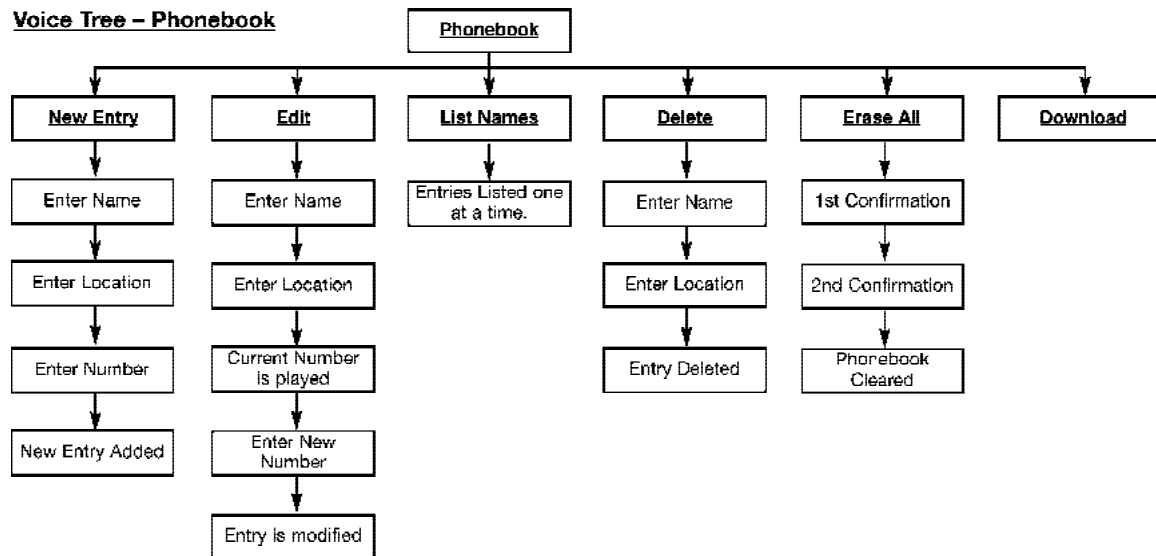 Voice Tree – Phonebook
Phonebook
New Entry
Edit
List Names
Delete
Erase All
Download
Enter Name
Enter Name
Entries Listed one
at a time.
Enter Name
1st Confirmation
Enter Location
Enter Location
Enter Location
2nd Confirmation
Enter Number
Current Number
is played
Entry Deleted
Phonebook
Cleared
New Entry Added
Enter New
Number
Entry is modified